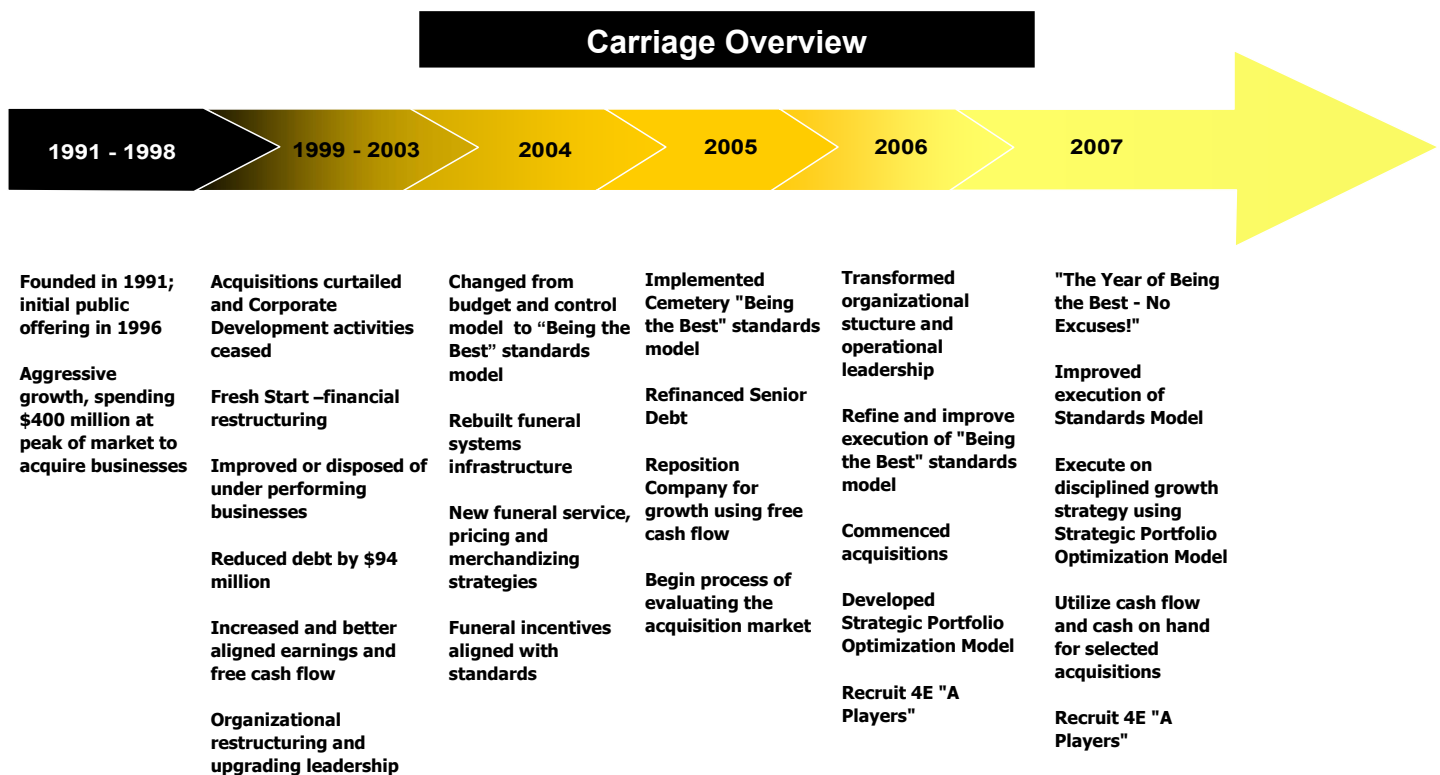 Carriage Overview
1991 - 1998
1999 - 2003
2004
2005
2006
2007
Founded in 1991;
initial public
offering in 1996
Aggressive
growth, spending
$400 million at
peak of market to
acquire businesses
Acquisitions curtailed
and Corporate
Development activities
ceased
Fresh Start –financial
restructuring
Improved or disposed of
under performing
businesses
Reduced debt by $94
million
Increased and better
aligned earnings and
free cash flow
Organizational
restructuring and
upgrading leadership
Changed from
budget and control
model to “Being the
Best” standards
model
Rebuilt funeral
systems
infrastructure
New funeral service,
pricing and
merchandizing
strategies
Funeral incentives
aligned with
standards
Implemented
Cemetery "Being
the Best" standards
model
Refinanced Senior
Debt
Reposition
Company for
growth using free
cash flow
Begin process of
evaluating the
acquisition market
Transformed
organizational
stucture and
operational
leadership
Refine and improve
execution of "Being
the Best" standards
model
Commenced
acquisitions
Developed
Strategic Portfolio
Optimization Model
Recruit 4E "A
Players"
"The Year of Being
the Best - No
Excuses!"
Improved
execution of
Standards Model
Execute on
disciplined growth
strategy using
Strategic Portfolio
Optimization Model
Utilize cash flow
and cash on hand
for selected
acquisitions
Recruit 4E "A
Players"